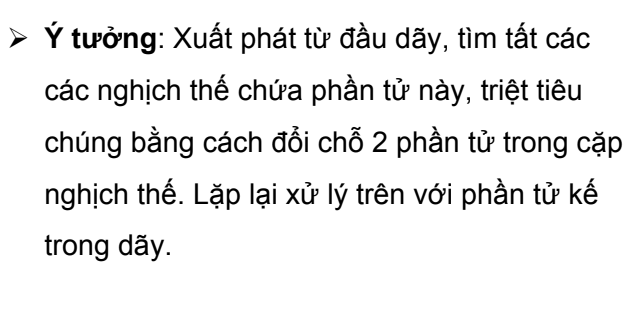 ➢ Ý tưởng: Xuất phát từ đầu dãy, tìm tất các
các nghịch thế chứa phần tử này, triệt tiêu
chúng bằng cách đổi chỗ 2 phần tử trong cặp
nghịch thế. Lặp lại xử lý trên với phần tử kế
trong dãy.